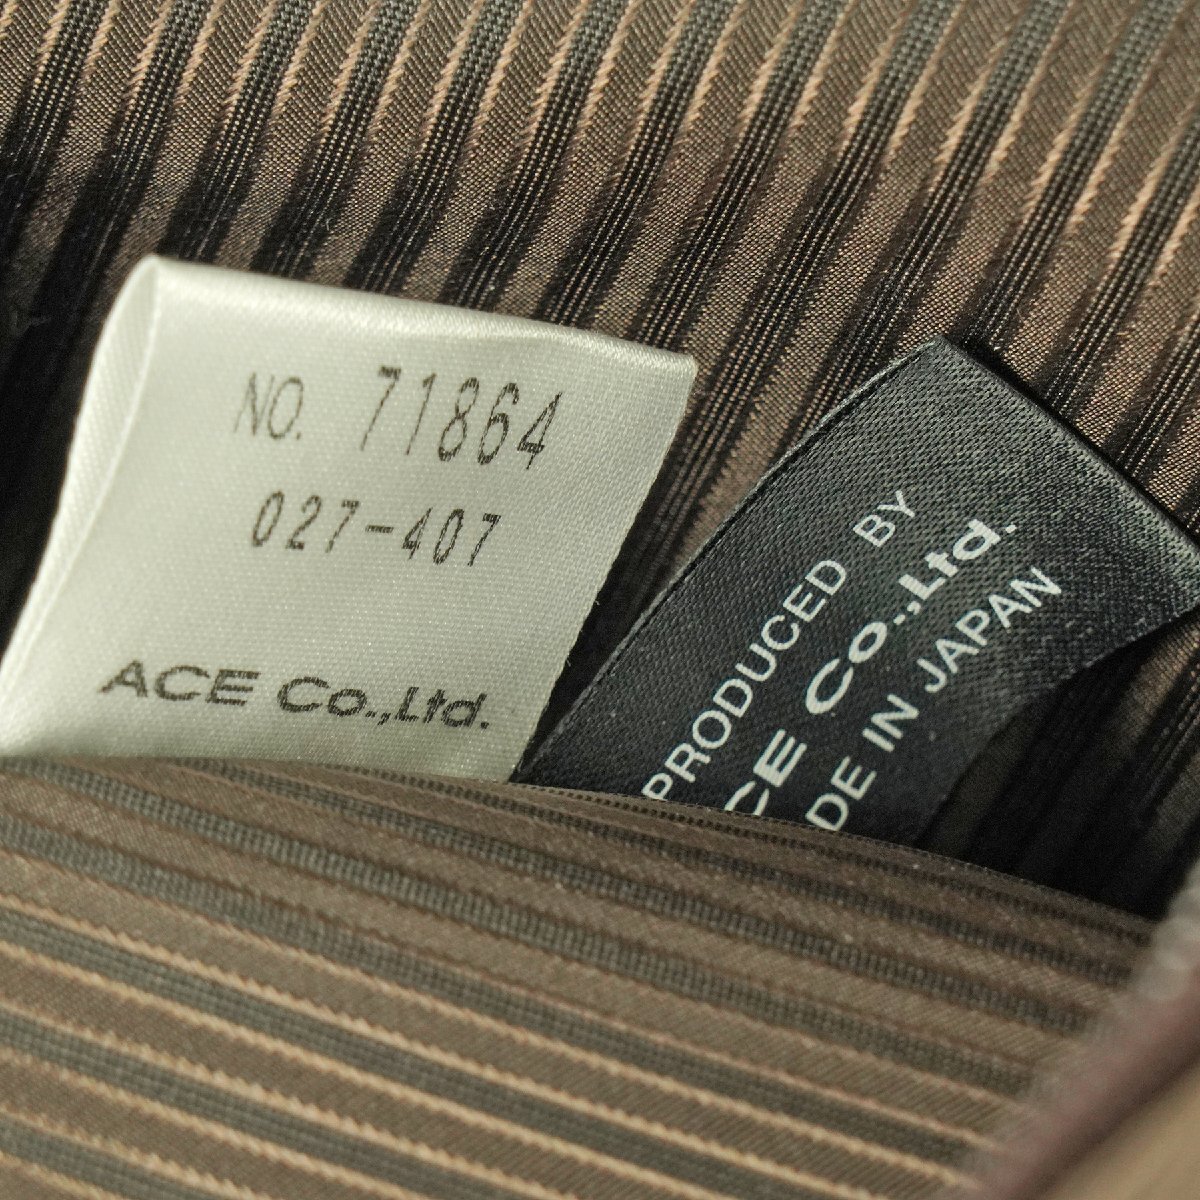 NO. 71864
027-407
ACE Co.,Ltd.
PRODUCED BY
CE Co.,Ltd.
DE IN JAPAN